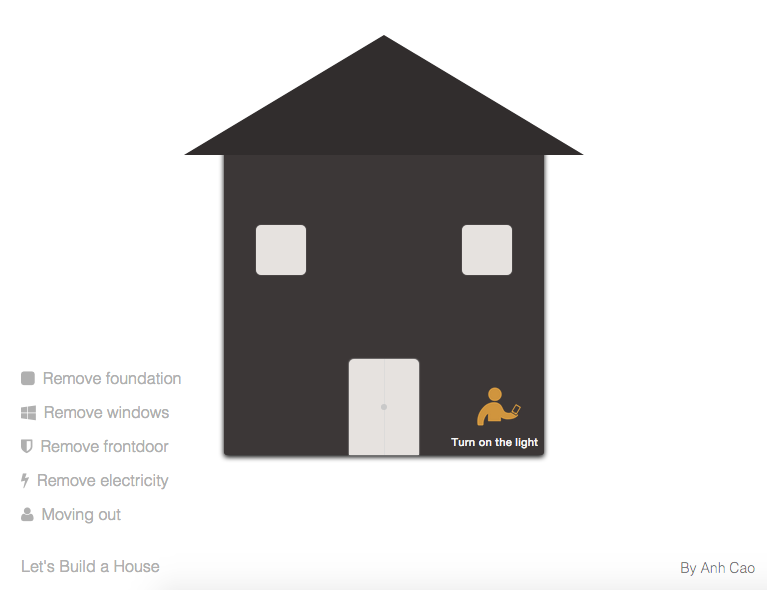 Remove foundation
Remove windows
Remove frontdoor
Turn on the light
Remove electricity
Moving out
Let's Build a House
By Anh Cao